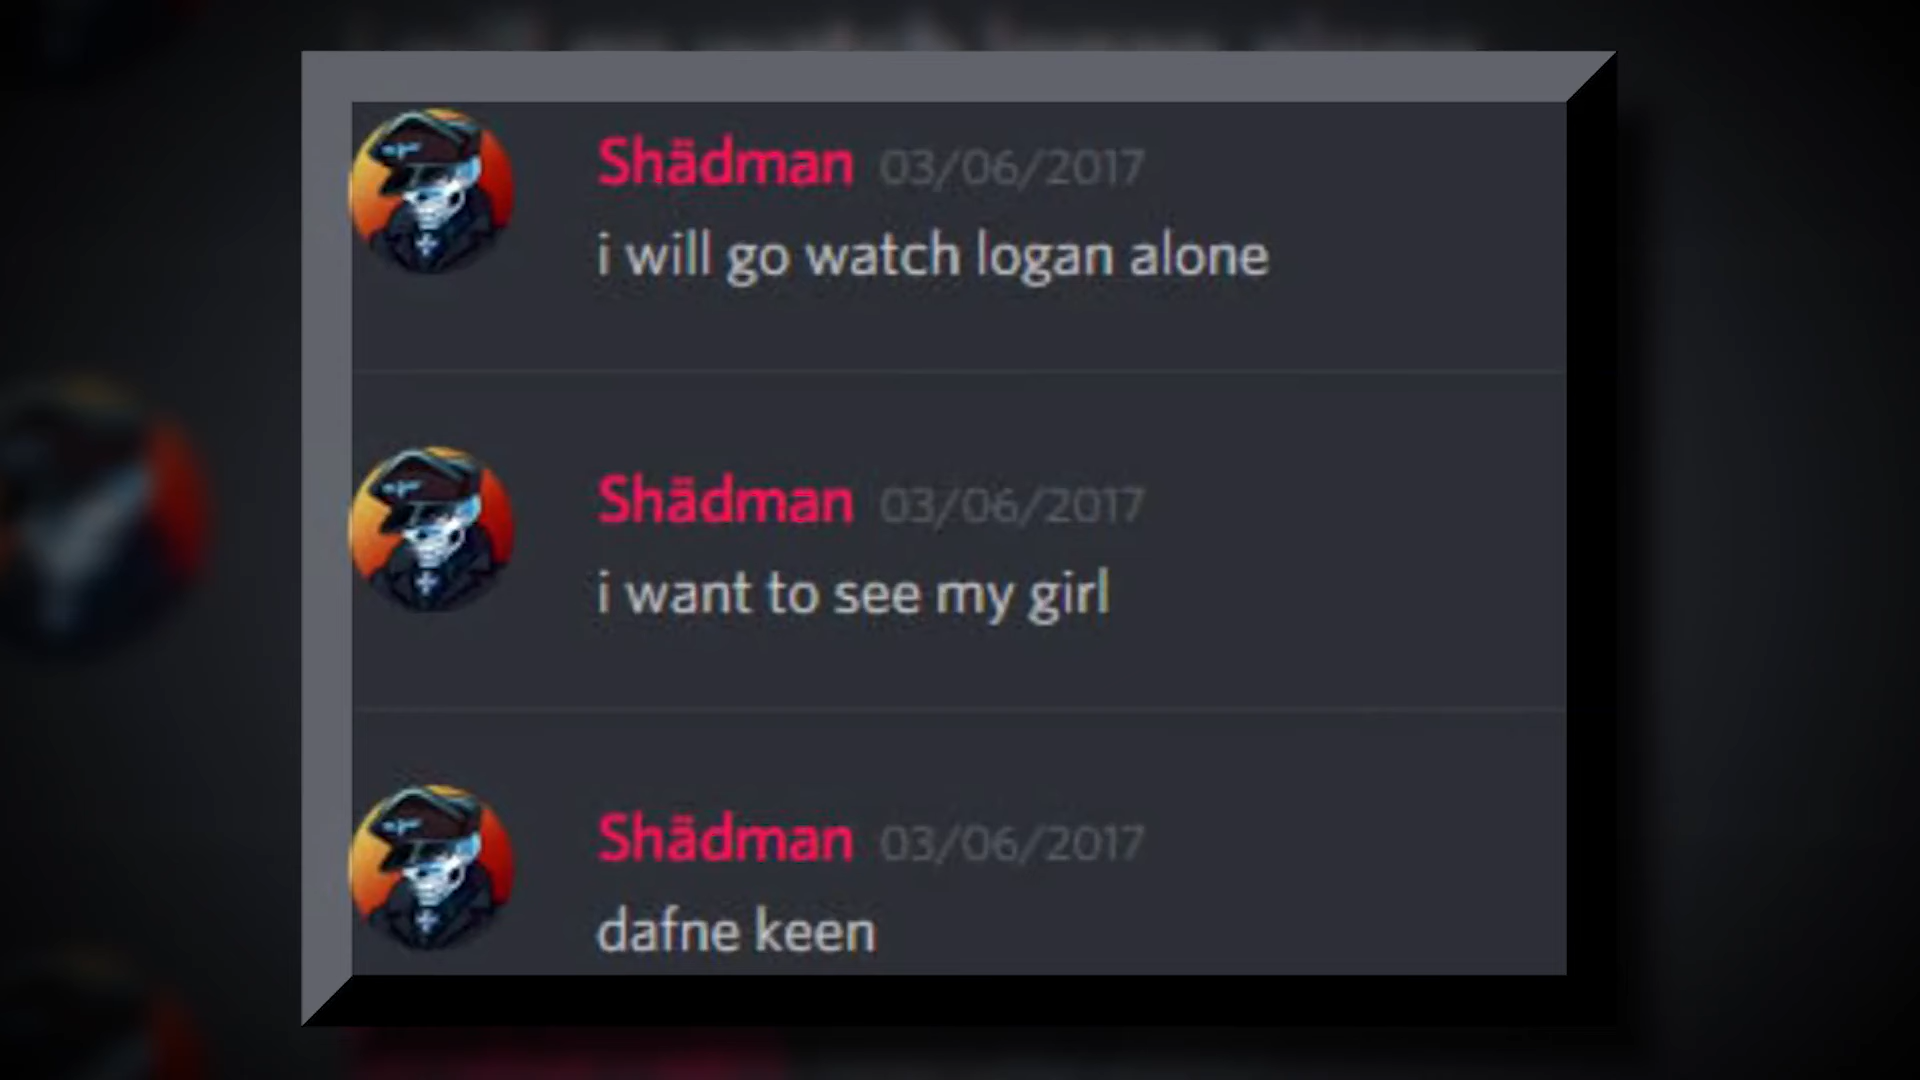 Shädman 03/06/2017
i will go watch logan alone
Shädman 03/06/2017
i want to see my girl
Shädman 03/06/2017
dafne keen